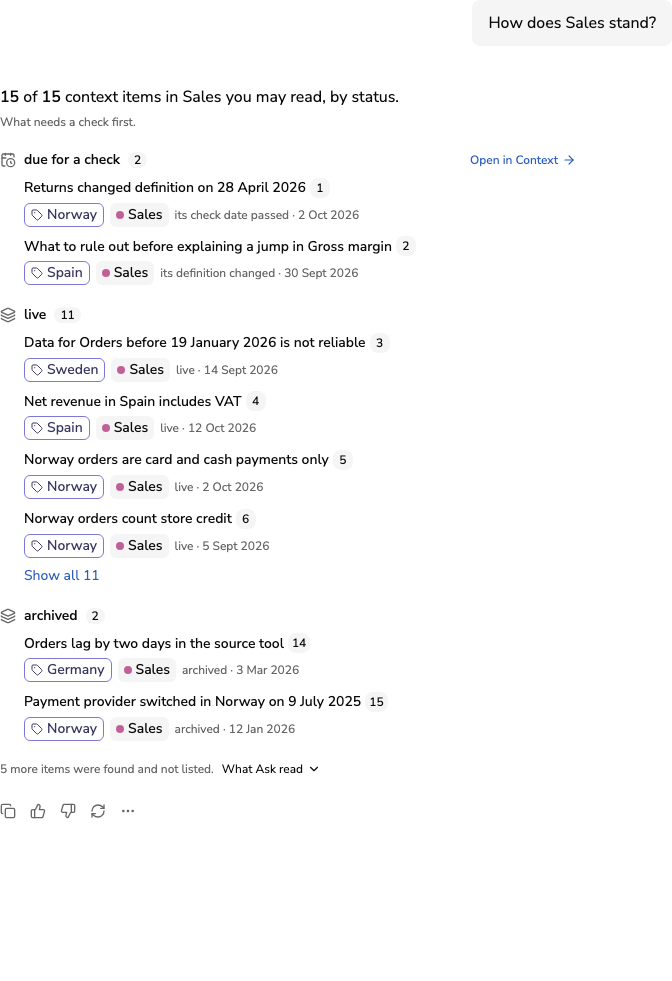 How does Sales stand?
15 of 15 context items in Sales you may read, by status.
What needs a check first.
due for a check 2 Open in Context →
Returns changed definition on 28 April 2026 1
Norway Sales its check date passed · 2 Oct 2026
What to rule out before explaining a jump in Gross margin 2
Spain Sales its definition changed · 30 Sept 2026
live 11
Data for Orders before 19 January 2026 is not reliable 3
Sweden Sales live · 14 Sept 2026
Net revenue in Spain includes VAT 4
Spain Sales live · 12 Oct 2026
Norway orders are card and cash payments only 5
Norway Sales live · 2 Oct 2026
Norway orders count store credit 6
Norway Sales live · 5 Sept 2026
Show all 11
archived 2
Orders lag by two days in the source tool 14
Germany Sales archived · 3 Mar 2026
Payment provider switched in Norway on 9 July 2025 15
Norway Sales archived · 12 Jan 2026
5 more items were found and not listed. What Ask read